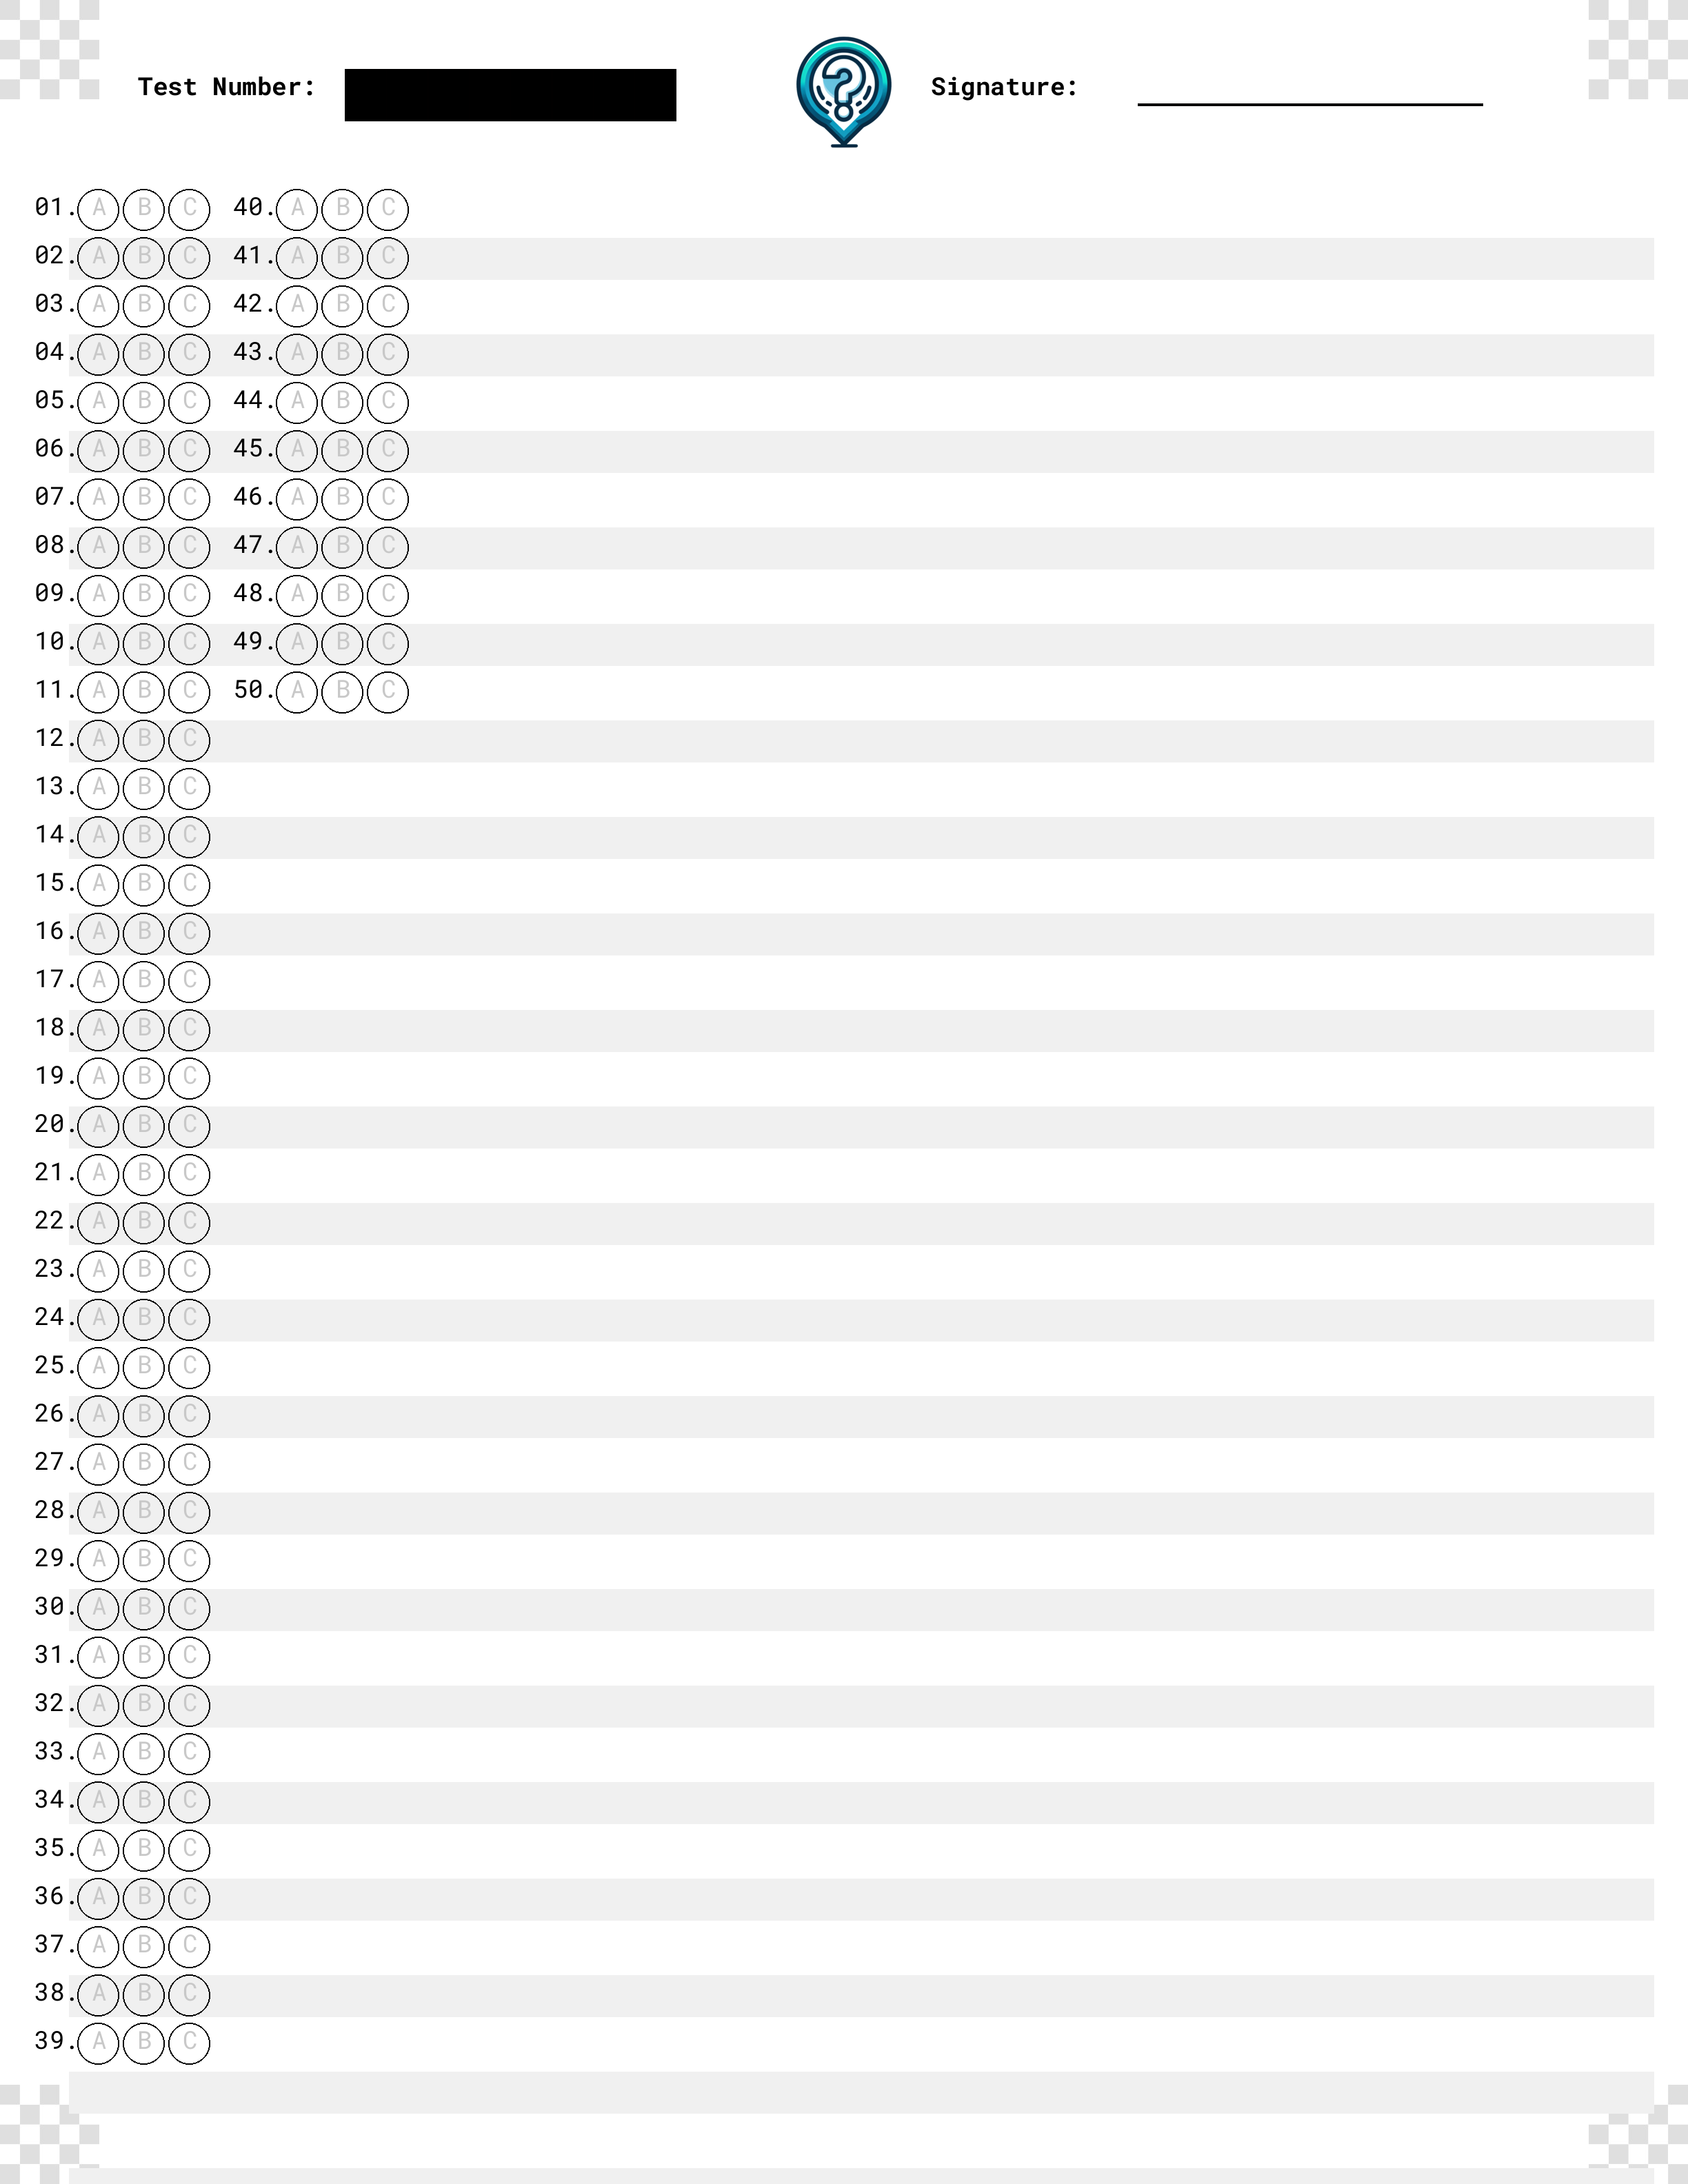 Test Number: Signature:
01. A B C 40. A B C
02. A B C 41. A B C
03. A B C 42. A B C
04. A B C 43. A B C
05. A B C 44. A B C
06. A B C 45. A B C
07. A B C 46. A B C
08. A B C 47. A B C
09. A B C 48. A B C
10. A B C 49. A B C
11. A B C 50. A B C
12. A B C
13. A B C
14. A B C
15. A B C
16. A B C
17. A B C
18. A B C
19. A B C
20. A B C
21. A B C
22. A B C
23. A B C
24. A B C
25. A B C
26. A B C
27. A B C
28. A B C
29. A B C
30. A B C
31. A B C
32. A B C
33. A B C
34. A B C
35. A B C
36. A B C
37. A B C
38. A B C
39. A B C